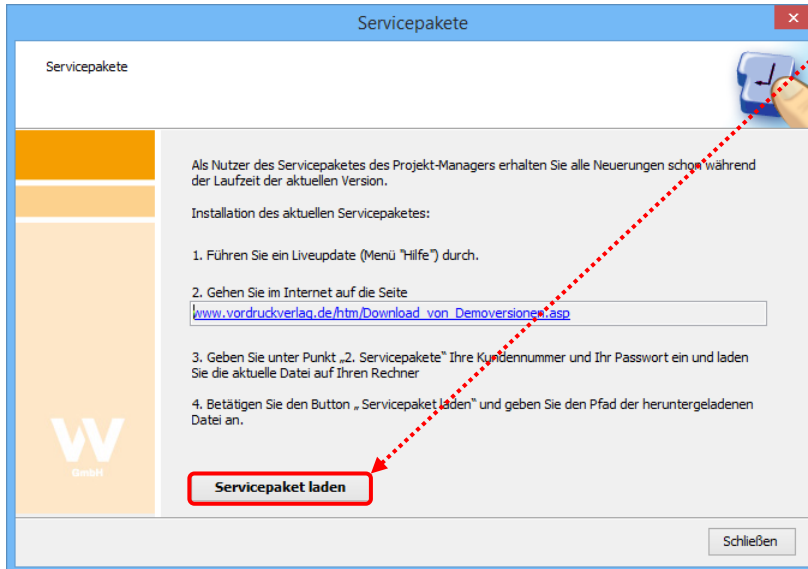 Servicepakete
Servicepakete
Als Nutzer des Servicepaketes des Projekt-Managers erhalten Sie alle Neuerungen schon während
der Laufzeit der aktuellen Version.
Installation des aktuellen Servicepaketes:
1. Führen Sie ein Liveupdate (Menü "Hilfe") durch.
2. Gehen Sie im Internet auf die Seite
www.vordruckverlag.de/htm/Download_von_Demoversionen.asp
3. Geben Sie unter Punkt „2. Servicepakete" Ihre Kundennummer und Ihr Passwort ein und laden
Sie die aktuelle Datei auf Ihren Rechner
4. Betätigen Sie den Button „ Servicepaket laden" und geben Sie den Pfad der heruntergeladenen
Datei an.
GmbH
Servicepaket laden
Schließen